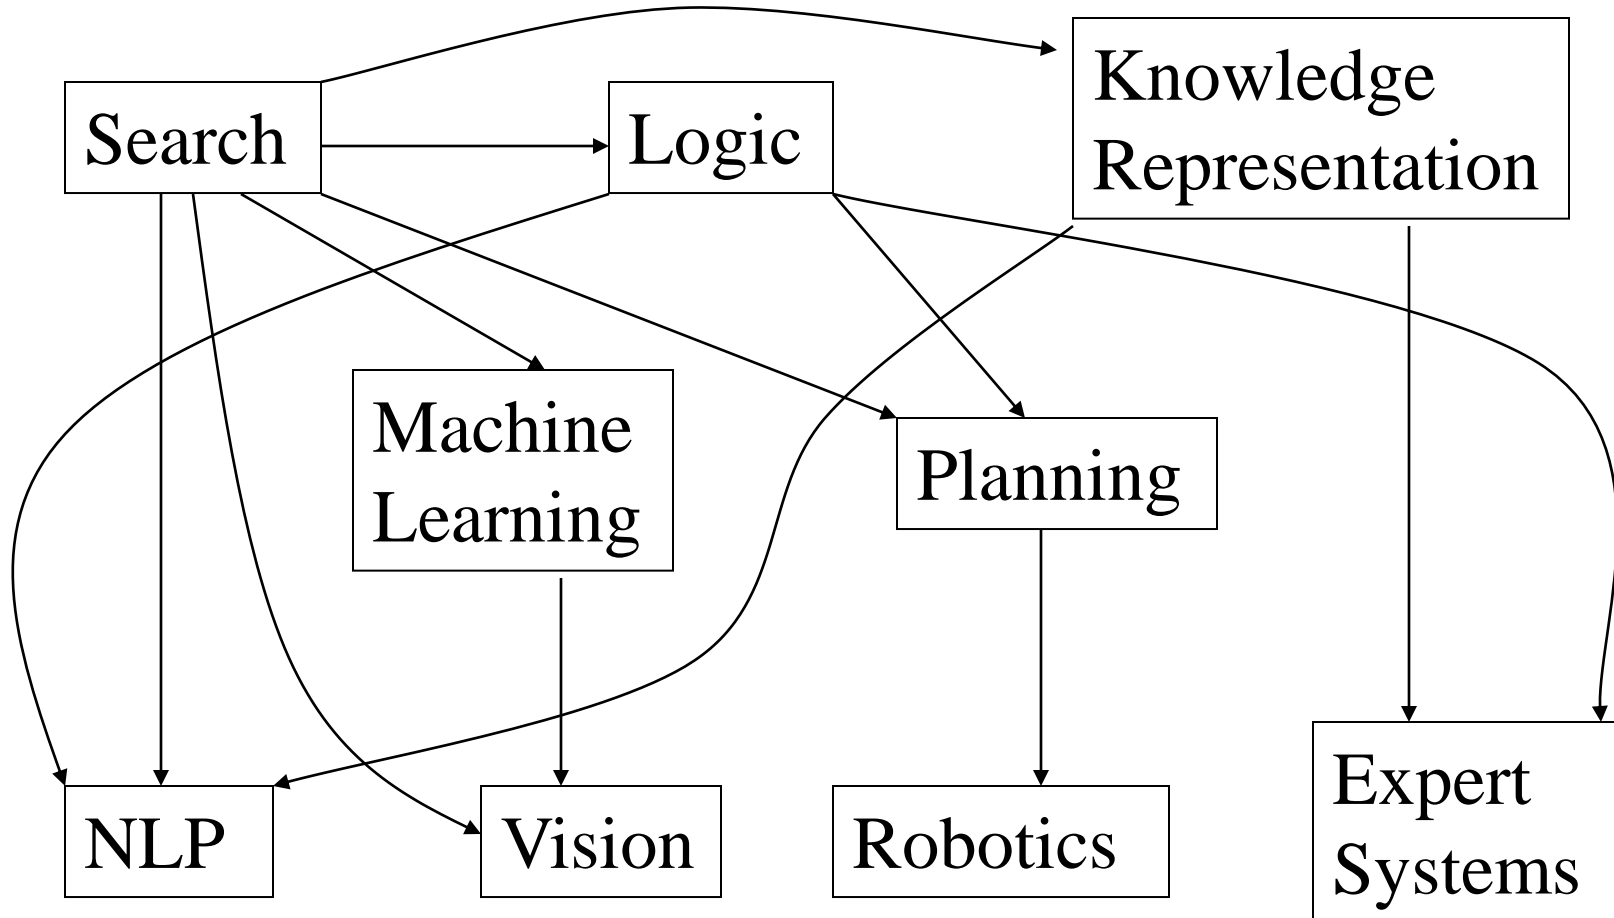 Search
Logic
Knowledge
Representation
Machine
Learning
Planning
NLP
Vision
Robotics
Expert
Systems